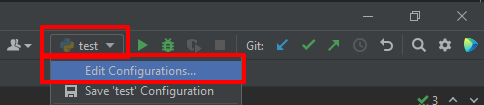 test Git:
Edit Configurations...
Save 'test' Configuration
3